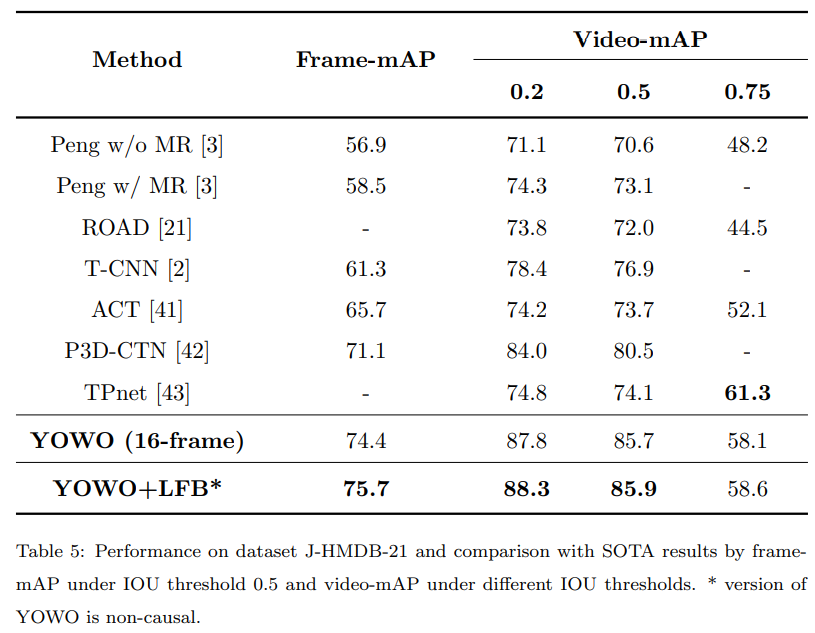 Method Frame-mAP Video-mAP
0.2 0.5 0.75
Peng w/o MR [3] 56.9 71.1 70.6 48.2
Peng w/ MR [3] 58.5 74.3 73.1 -
ROAD [21] - 73.8 72.0 44.5
T-CNN [2] 61.3 78.4 76.9 -
ACT [41] 65.7 74.2 73.7 52.1
P3D-CTN [42] 71.1 84.0 80.5 -
TPnet [43] - 74.8 74.1 61.3
YOWO (16-frame) 74.4 87.8 85.7 58.1
YOWO+LFB* 75.7 88.3 85.9 58.6
Table 5: Performance on dataset J-HMDB-21 and comparison with SOTA results by frame-
mAP under IOU threshold 0.5 and video-mAP under different IOU thresholds. * version of
YOWO is non-causal.